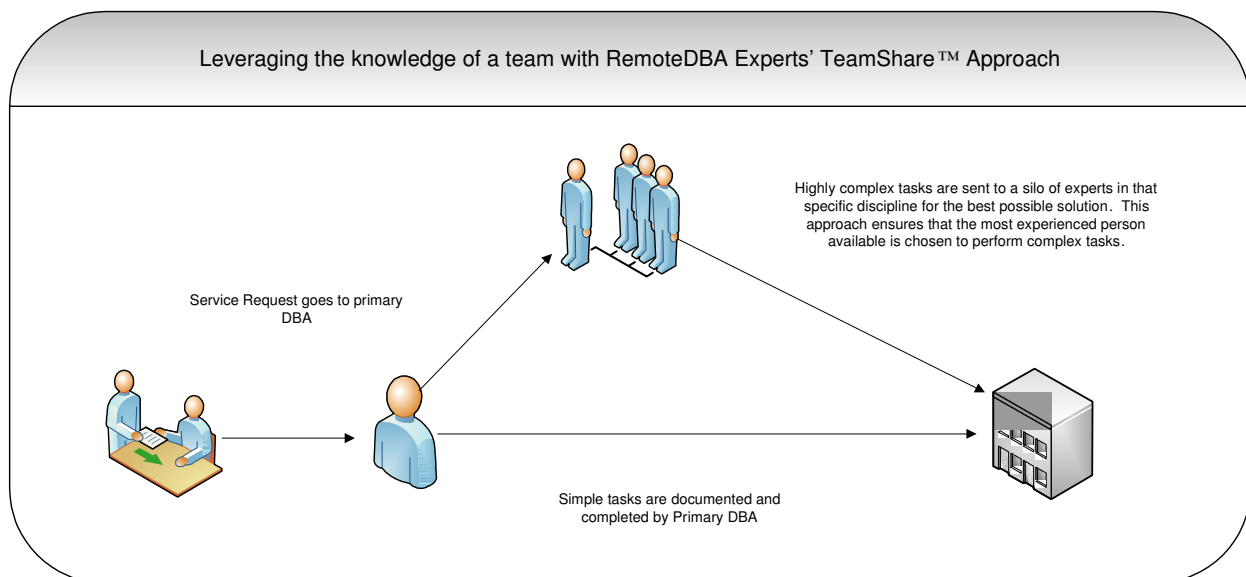 Leveraging the knowledge of a team with RemoteDBA Experts' TeamShare™ Approach
Highly complex tasks are sent to a silo of experts in that
specific discipline for the best possible solution. This
approach ensures that the most experienced person
available is chosen to perform complex tasks.
Service Request goes to primary
DBA
Simple tasks are documented and
completed by Primary DBA